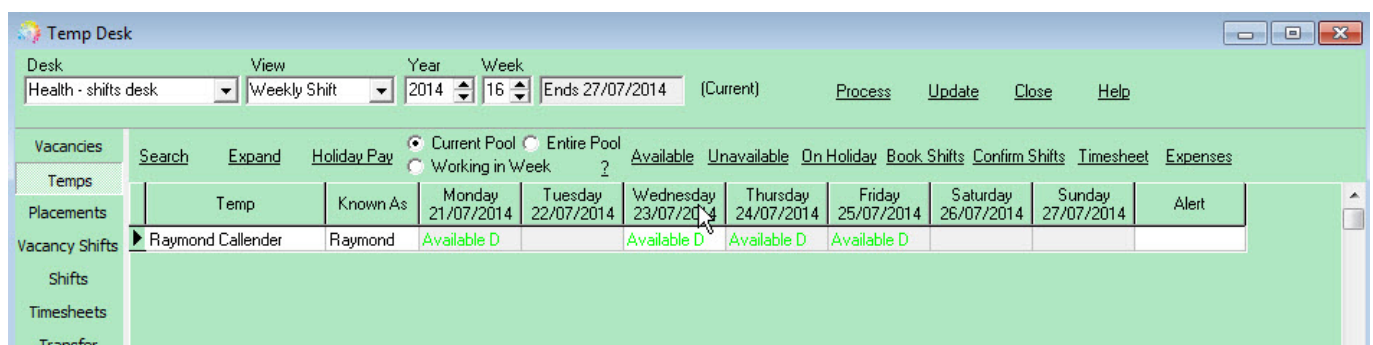 Temp Desk
Desk View Year Week
Health - shifts desk Weekly Shift 2014 16 Ends 27/07/2014 (Current) Process Update Close Help
Vacancies
Temps
Placements
Vacancy Shifts
Shifts
Timesheets
Transfer
Search Expand Holiday Pay Current Pool Entire Pool Available Unavailable On Holiday Book Shifts Confirm Shifts Timesheet Expenses
Working in Week ?
Temp Known As Monday Tuesday Wednesday Thursday Friday Saturday Sunday Alert
21/07/2014 22/07/2014 23/07/2014 24/07/2014 25/07/2014 26/07/2014 27/07/2014
Raymond Callender Raymond Available D Available D Available D Available D